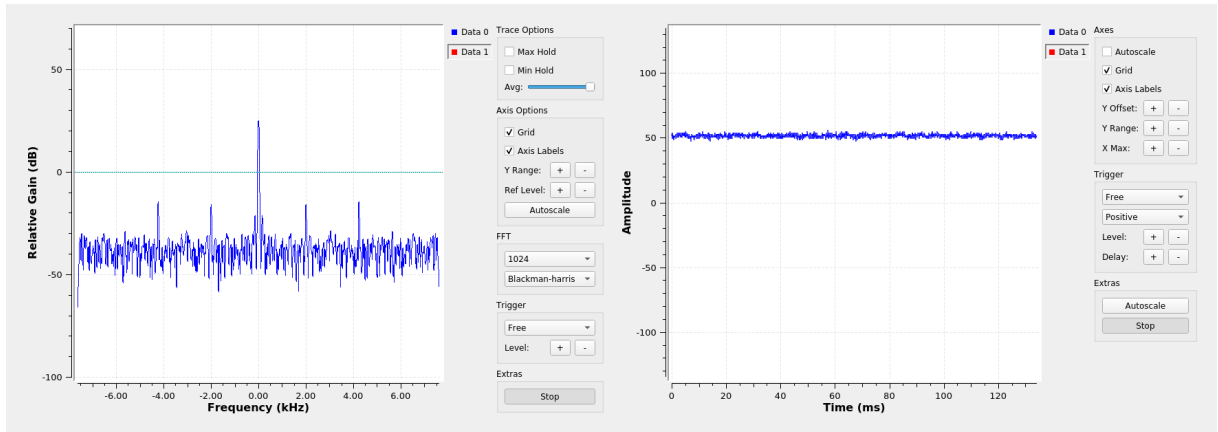 Data 0
Data 1
50
0
-50
-100
-6.00 -4.00 -2.00 0.00 2.00 4.00 6.00
Frequency (kHz)
Relative Gain (dB)
Trace Options
Max Hold
Min Hold
Avg:
Axis Options
Grid
Axis Labels
Y Range: + -
Ref Level: + -
Autoscale
FFT
1024
Blackman-harris
Trigger
Free
Level: + -
Extras
Stop
100
50
0
-50
-100
0 20 40 60 80 100 120
Time (ms)
Amplitude
Data 0
Data 1
Axes
Autoscale
Grid
Axis Labels
Y Offset: + -
Y Range: + -
X Max: + -
Trigger
Free
Positive
Level: + -
Delay: + -
Extras
Autoscale
Stop